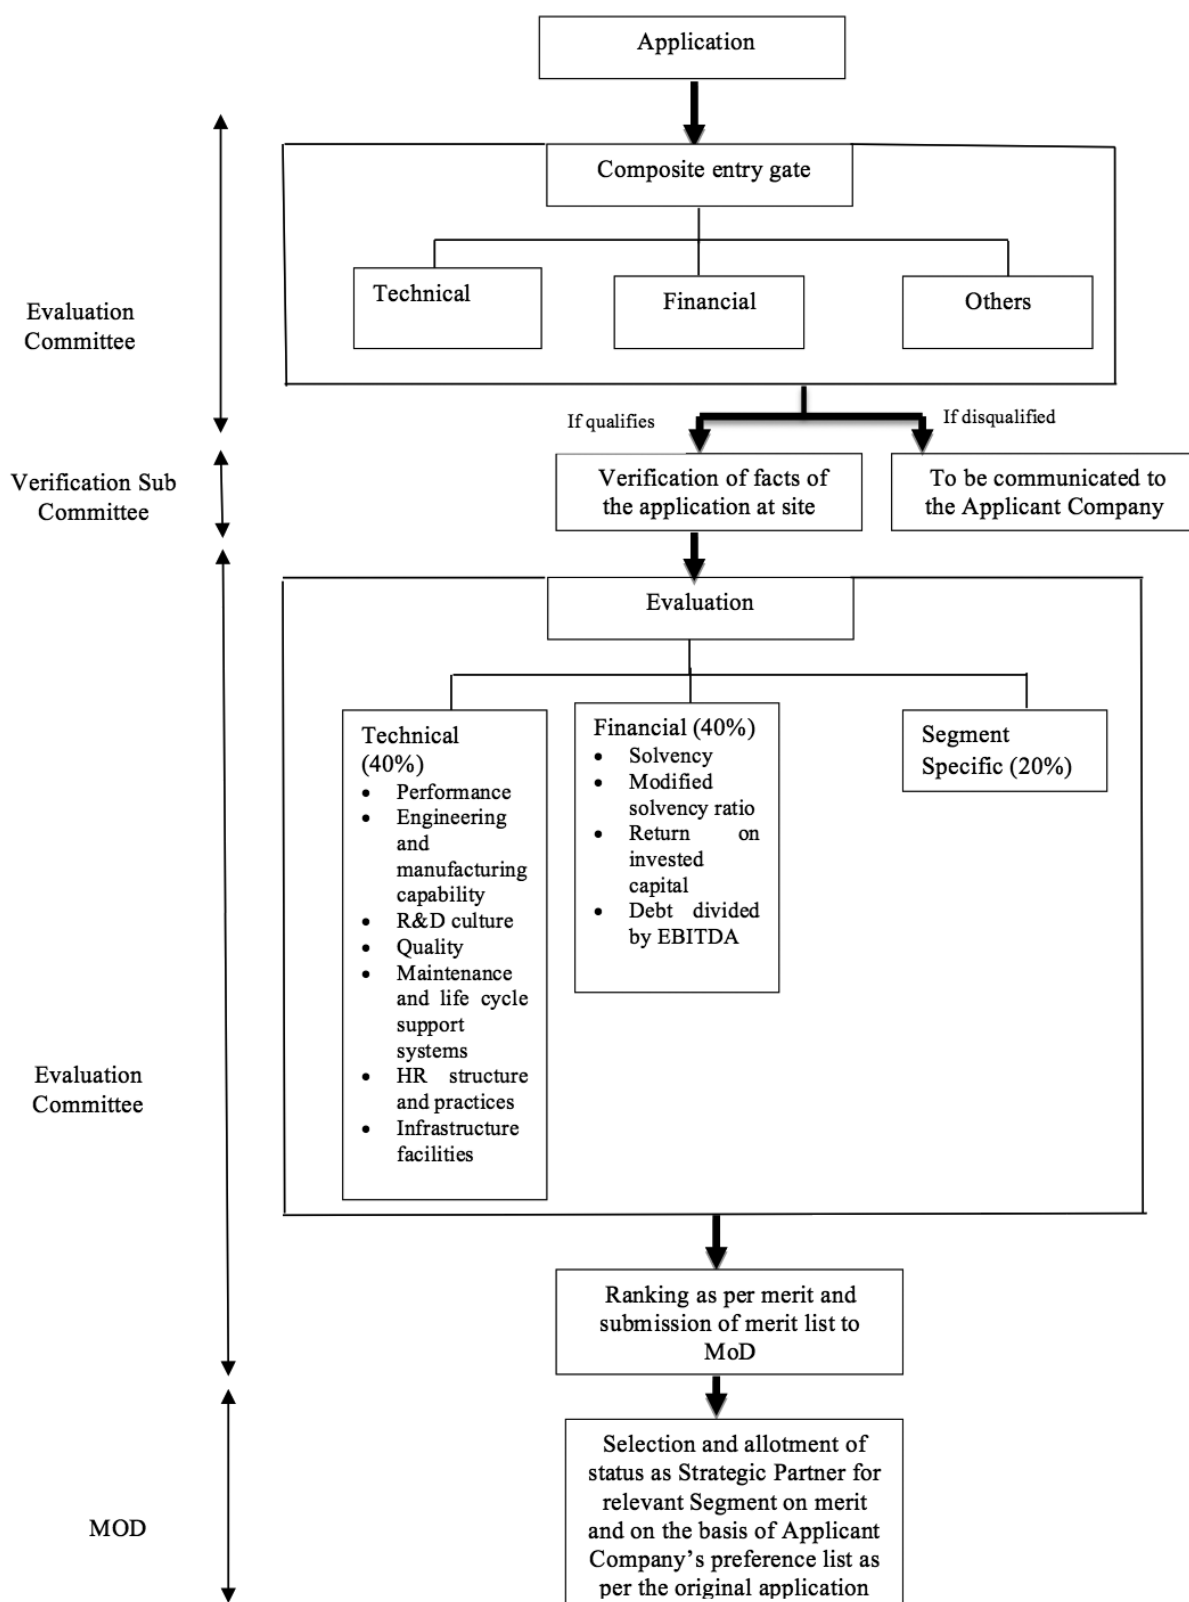 Application
Composite entry gate
Technical
Financial
Others
Evaluation
Committee
If qualifies
If disqualified
Verification Sub
Committee
Verification of facts of
the application at site
To be communicated to
the Applicant Company
Evaluation
Technical
(40%)
• Performance
• Engineering
and
manufacturing
capability
• R&D culture
• Quality
• Maintenance
and life cycle
support
systems
• HR structure
and practices
• Infrastructure
facilities
Financial (40%)
• Solvency
• Modified
solvency ratio
• Return on
invested
capital
• Debt divided
by EBITDA
Segment
Specific (20%)
Evaluation
Committee
Ranking as per merit and
submission of merit list to
MoD
MOD
Selection and allotment of
status as Strategic Partner for
relevant Segment on merit
and on the basis of Applicant
Company’s preference list as
per the original application